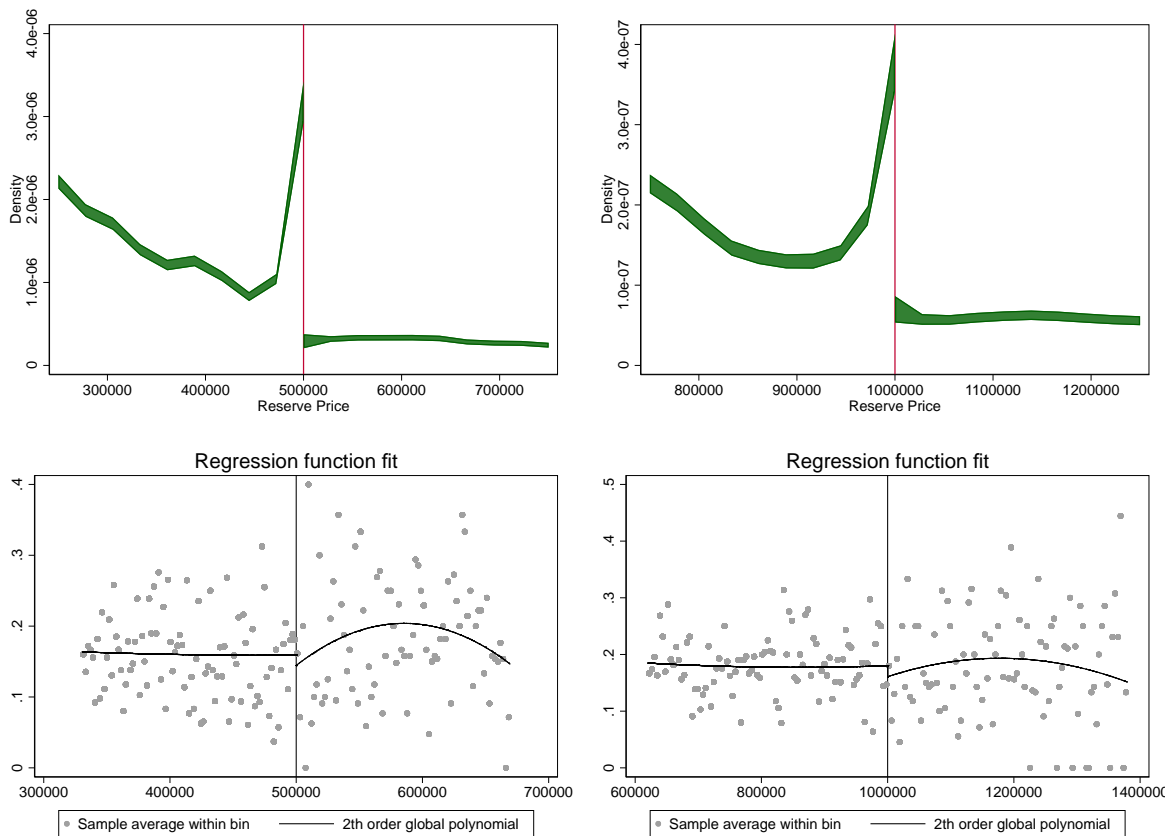 4.0e-06
3.0e-06
2.0e-06
1.0e-06
0
Density
300000 400000 500000 600000 700000
Reserve Price
4.0e-07
3.0e-07
2.0e-07
1.0e-07
0
Density
800000 900000 1000000 1100000 1200000
Reserve Price
Regression function fit
.4
.3
.2
.1
0
300000 400000 500000 600000 700000
Sample average within bin 2th order global polynomial
Regression function fit
.5
.4
.3
.2
.1
0
600000 800000 1000000 1200000 1400000
Sample average within bin 2th order global polynomial